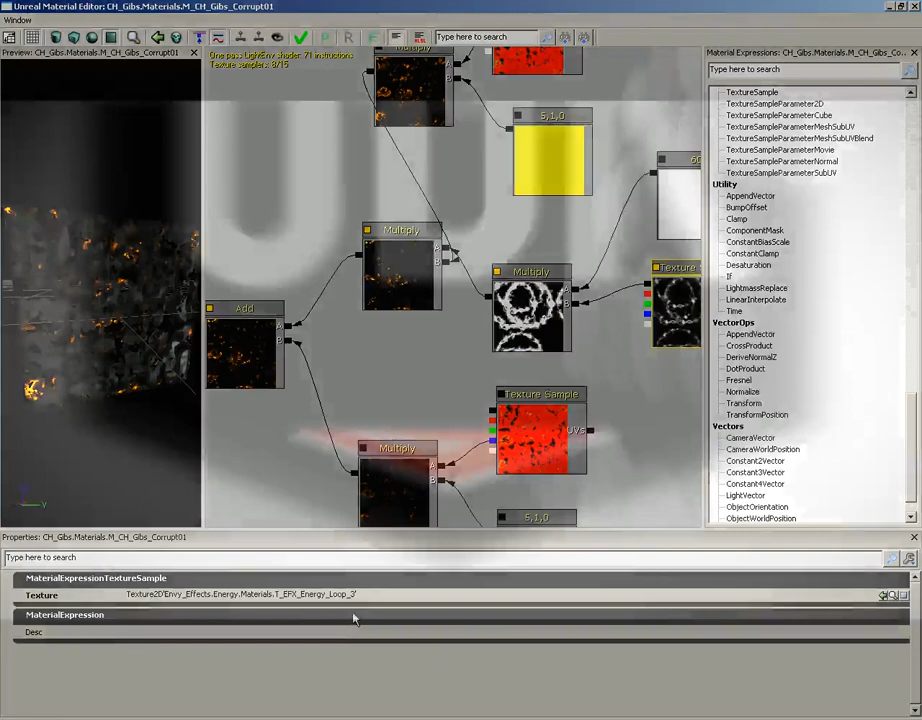 Unreal Material Editor: CH_Gibs.Materials.M_CH_Gibs_Corrupt01
Window
Type here to search
Preview: CH_Gibs.Materials.M_CH_Gibs_Corrupt01
One pass LightEnv shader: 71 instructions
Texture samplers: 8/15
Multiply
A
B
5,1,0
Multiply
A
B
Multiply
A
B
Texture S
Add
A
B
Texture Sample
UVs
Multiply
A
B
5,1,0
Material Expressions: CH_Gibs.Materials.M_CH_Gibs_Co...
Type here to search
TextureSample
TextureSampleParameter2D
TextureSampleParameterCube
TextureSampleParameterMeshSubUV
TextureSampleParameterMeshSubUVBlend
TextureSampleParameterMovie
TextureSampleParameterNormal
TextureSampleParameterSubUV
Utility
AppendVector
BumpOffset
Clamp
ComponentMask
ConstantBiasScale
ConstantClamp
Desaturation
If
LightmassReplace
LinearInterpolate
Time
VectorOps
AppendVector
CrossProduct
DeriveNormalZ
DotProduct
Fresnel
Normalize
Transform
TransformPosition
Vectors
CameraVector
CameraWorldPosition
Constant2Vector
Constant3Vector
Constant4Vector
LightVector
ObjectOrientation
ObjectWorldPosition
Properties: CH_Gibs.Materials.M_CH_Gibs_Corrupt01
Type here to search
MaterialExpressionTextureSample
Texture Texture2D'Envy_Effects.Energy.Materials.T_EFX_Energy_Loop_3'
MaterialExpression
Desc